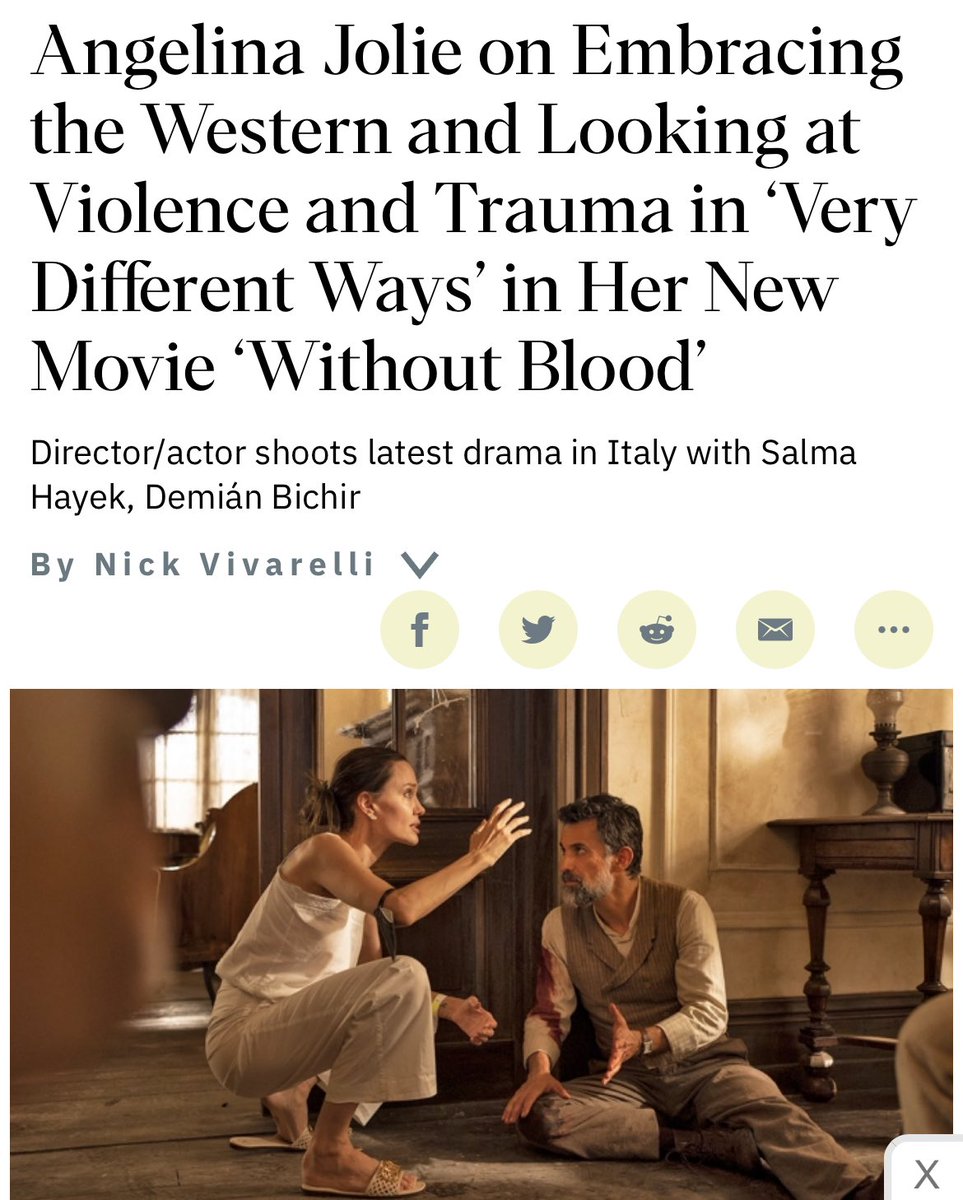 Angelina Jolie on Embracing
the Western and Looking at
Violence and Trauma in ‘Very
Different Ways’ in Her New
Movie ‘Without Blood’
Director/actor shoots latest drama in Italy with Salma
Hayek, Demián Bichir
By Nick Vivarelli
X